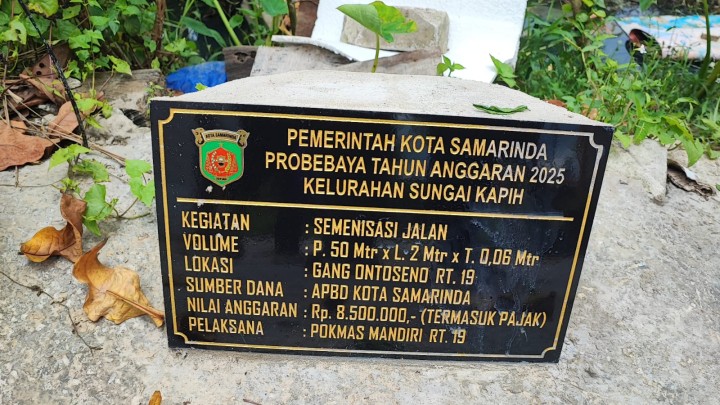 KOTA SAMARINDA
PEMERINTAH KOTA SAMARINDA
PROBEBAYA TAHUN ANGGARAN 2025
KELURAHAN SUNGAI KAPIH
KEGIATAN : SEMENISASI JALAN
VOLUME : P. 50 Mtr x L. 2 Mtr x T. 0,06 Mtr
LOKASI : GANG ONTOSENO RT. 19
SUMBER DANA : APBD KOTA SAMARINDA
NILAI ANGGARAN : Rp. 8.500.000,- (TERMASUK PAJAK)
PELAKSANA : POKMAS MANDIRI RT. 19